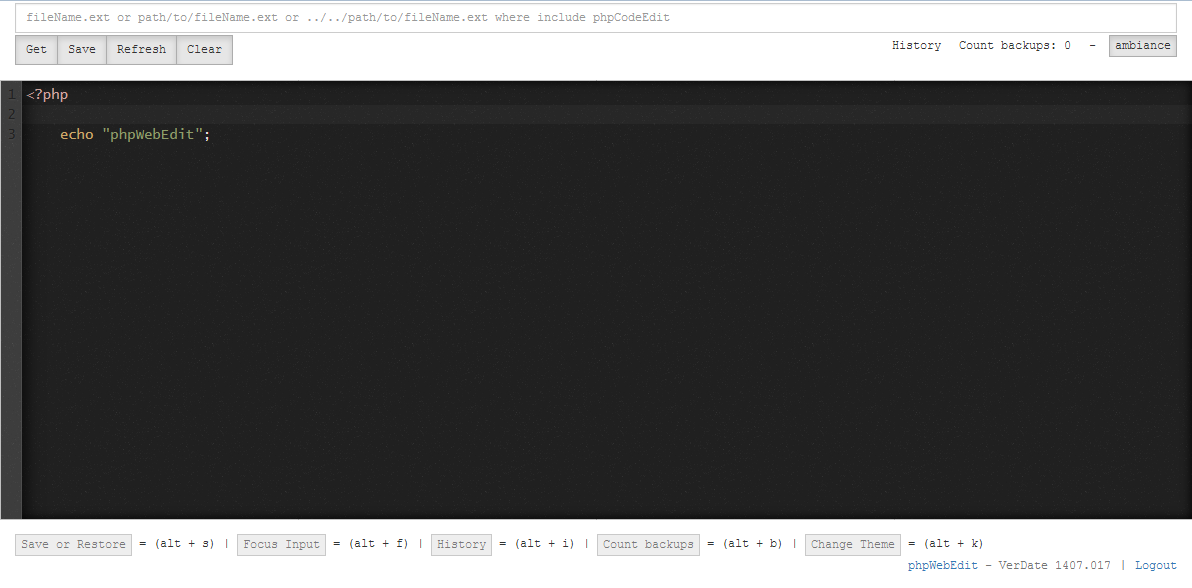 fileName.ext or path/to/fileName.ext or ../../path/to/fileName.ext where include phpCodeEdit
Get Save Refresh Clear History Count backups: 0 - ambiance
1 <?php
2
3 echo "phpWebEdit";
Save or Restore = (alt + s) | Focus Input = (alt + f) | History = (alt + i) | Count backups = (alt + b) | Change Theme = (alt + k)
phpWebEdit - VerDate 1407.017 | Logout